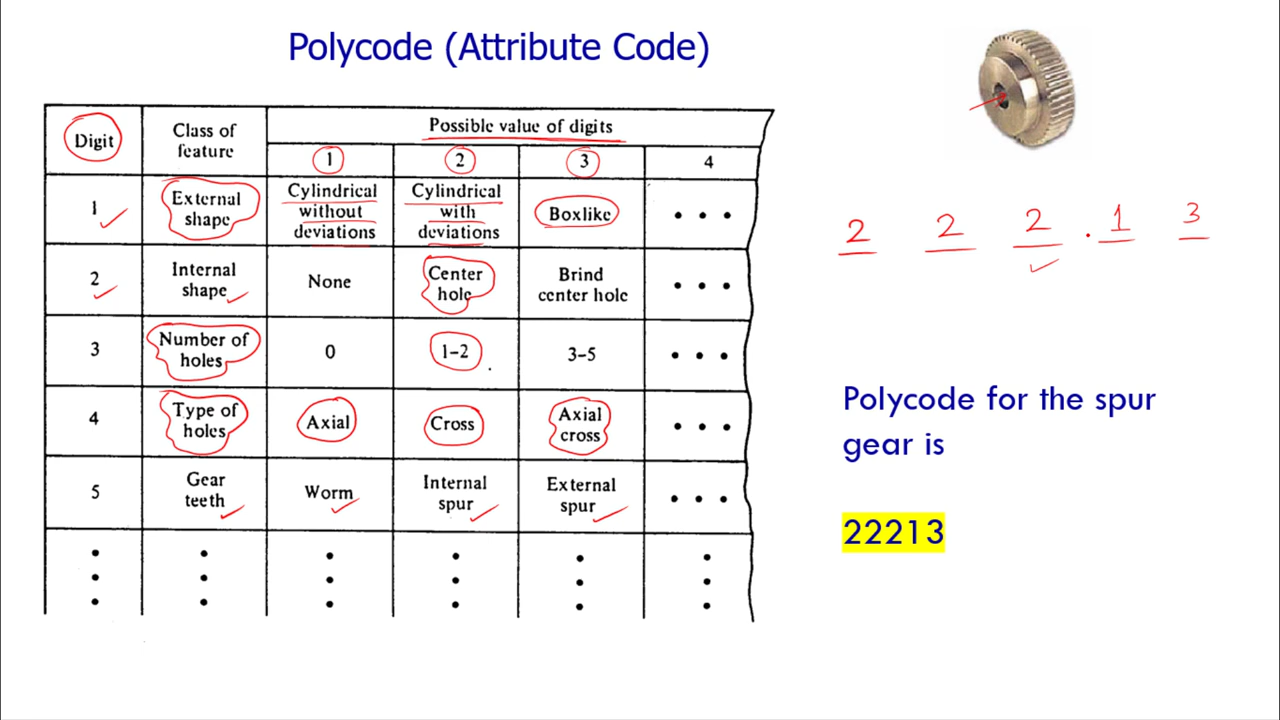 Polycode (Attribute Code)
Digit
Class of
feature
Possible value of digits
1 2 3 4
1
External
shape
Cylindrical
without
deviations
Cylindrical
with
deviations
Boxlike
• • •
2
Internal
shape
None
Center
hole
Brind
center hole
• • •
3
Number of
holes
0
1–2
3–5
• • •
4
Type of
holes
Axial
Cross
Axial
cross
• • •
5
Gear
teeth
Worm
Internal
spur
External
spur
• • •
2 2 2 . 1 3
Polycode for the spur
gear is
22213